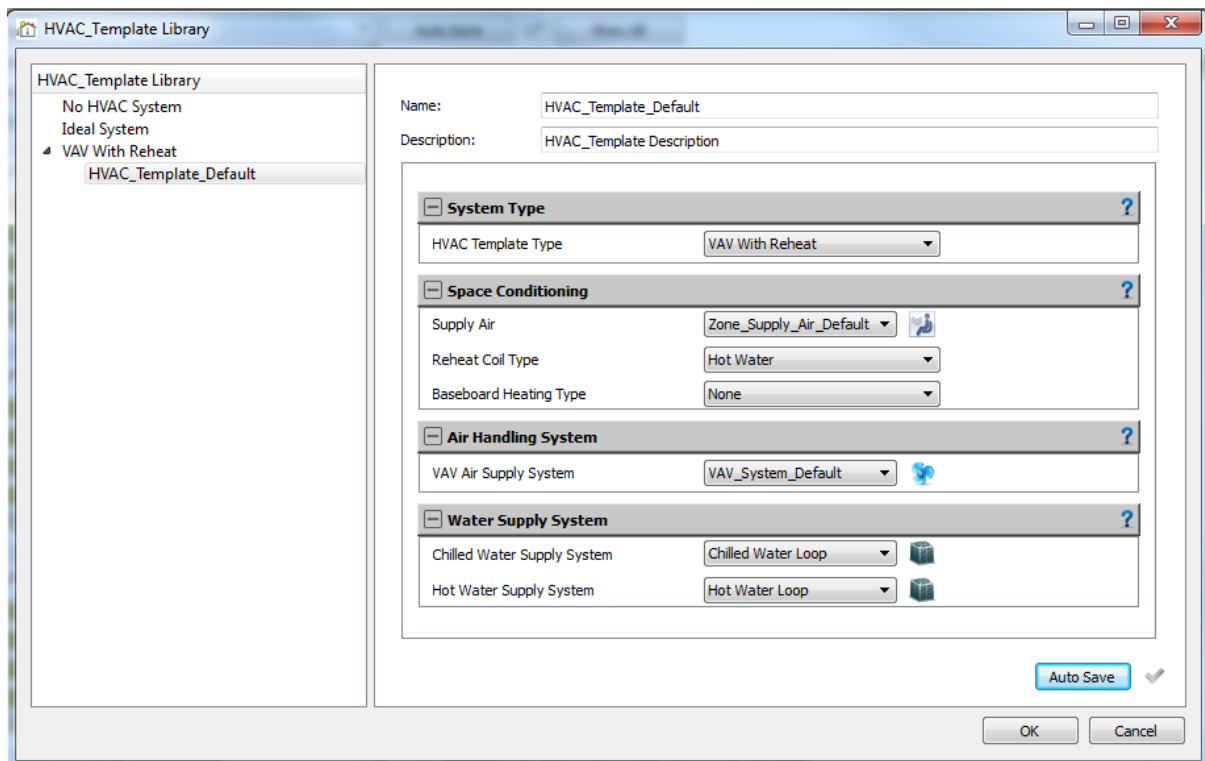 HVAC_Template Library
HVAC_Template Library
No HVAC System
Ideal System
VAV With Reheat
HVAC_Template_Default
Name: HVAC_Template_Default
Description: HVAC_Template Description
System Type ?
HVAC Template Type VAV With Reheat
Space Conditioning ?
Supply Air Zone_Supply_Air_Default
Reheat Coil Type Hot Water
Baseboard Heating Type None
Air Handling System ?
VAV Air Supply System VAV_System_Default
Water Supply System ?
Chilled Water Supply System Chilled Water Loop
Hot Water Supply System Hot Water Loop
Auto Save
OK Cancel